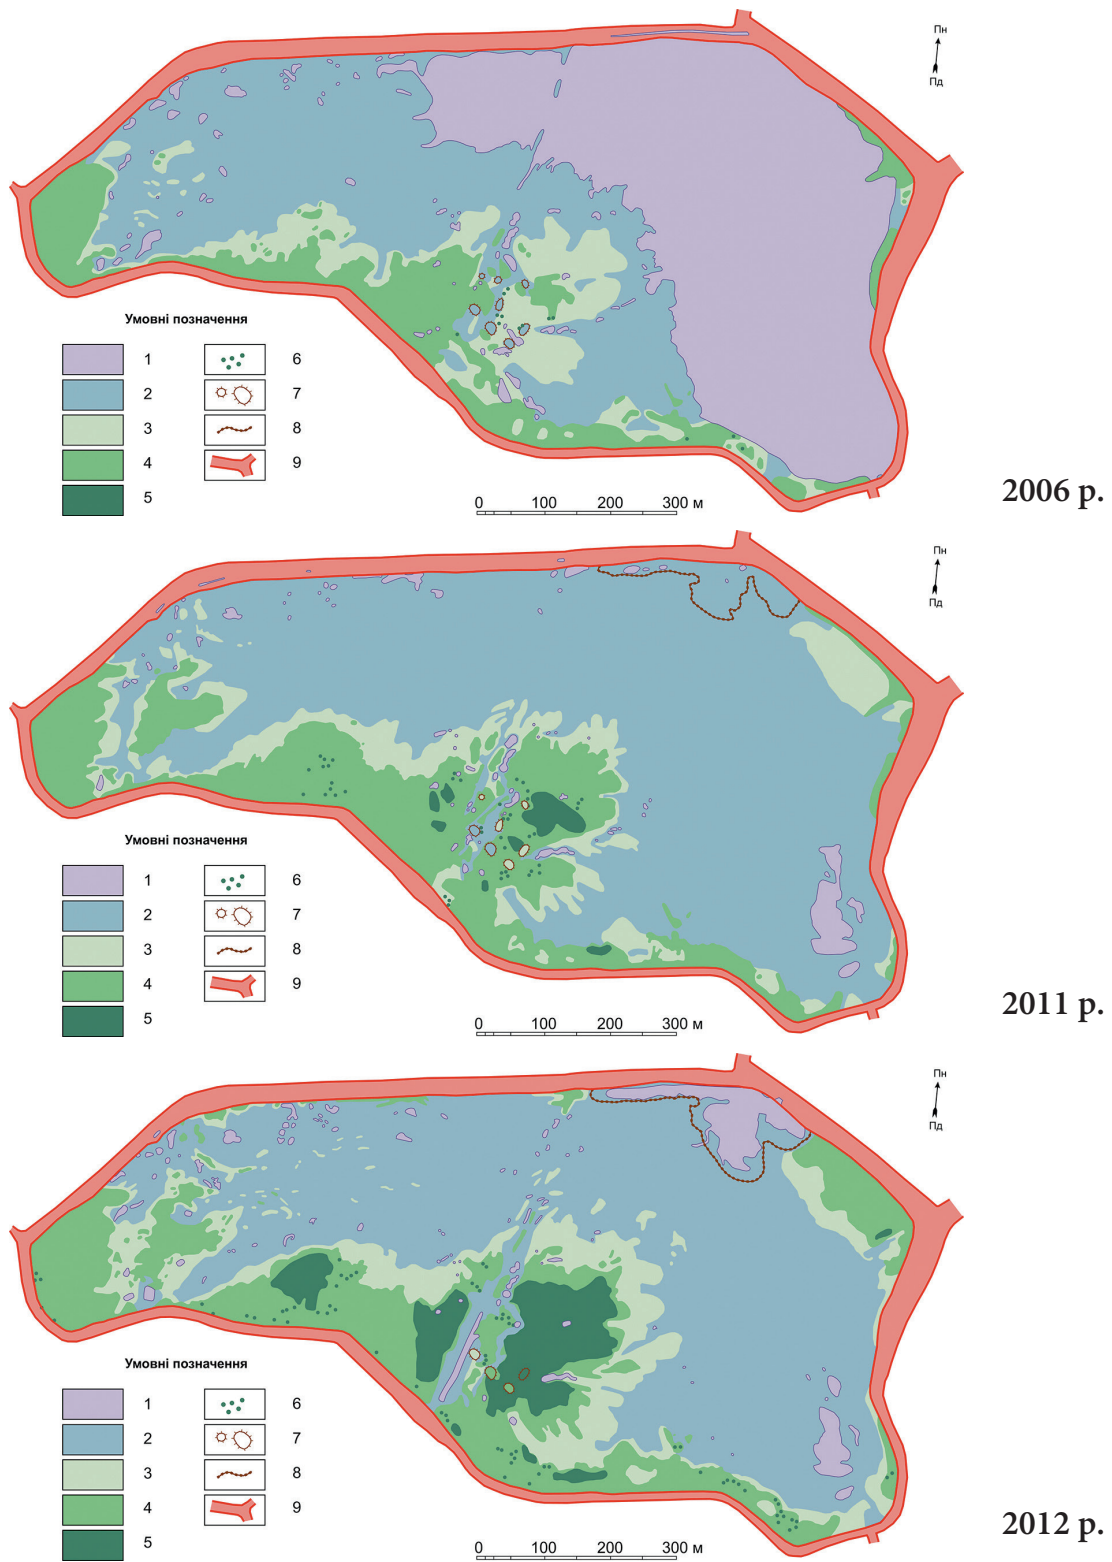 Пн
Пд
Умовні позначення
1 6
2 7
3 8
4 9
5
0 100 200 300 м
2006 р.
Пн
Пд
Умовні позначення
1 6
2 7
3 8
4 9
5
0 100 200 300 м
2011 р.
Пн
Пд
Умовні позначення
1 6
2 7
3 8
4 9
5
0 100 200 300 м
2012 р.